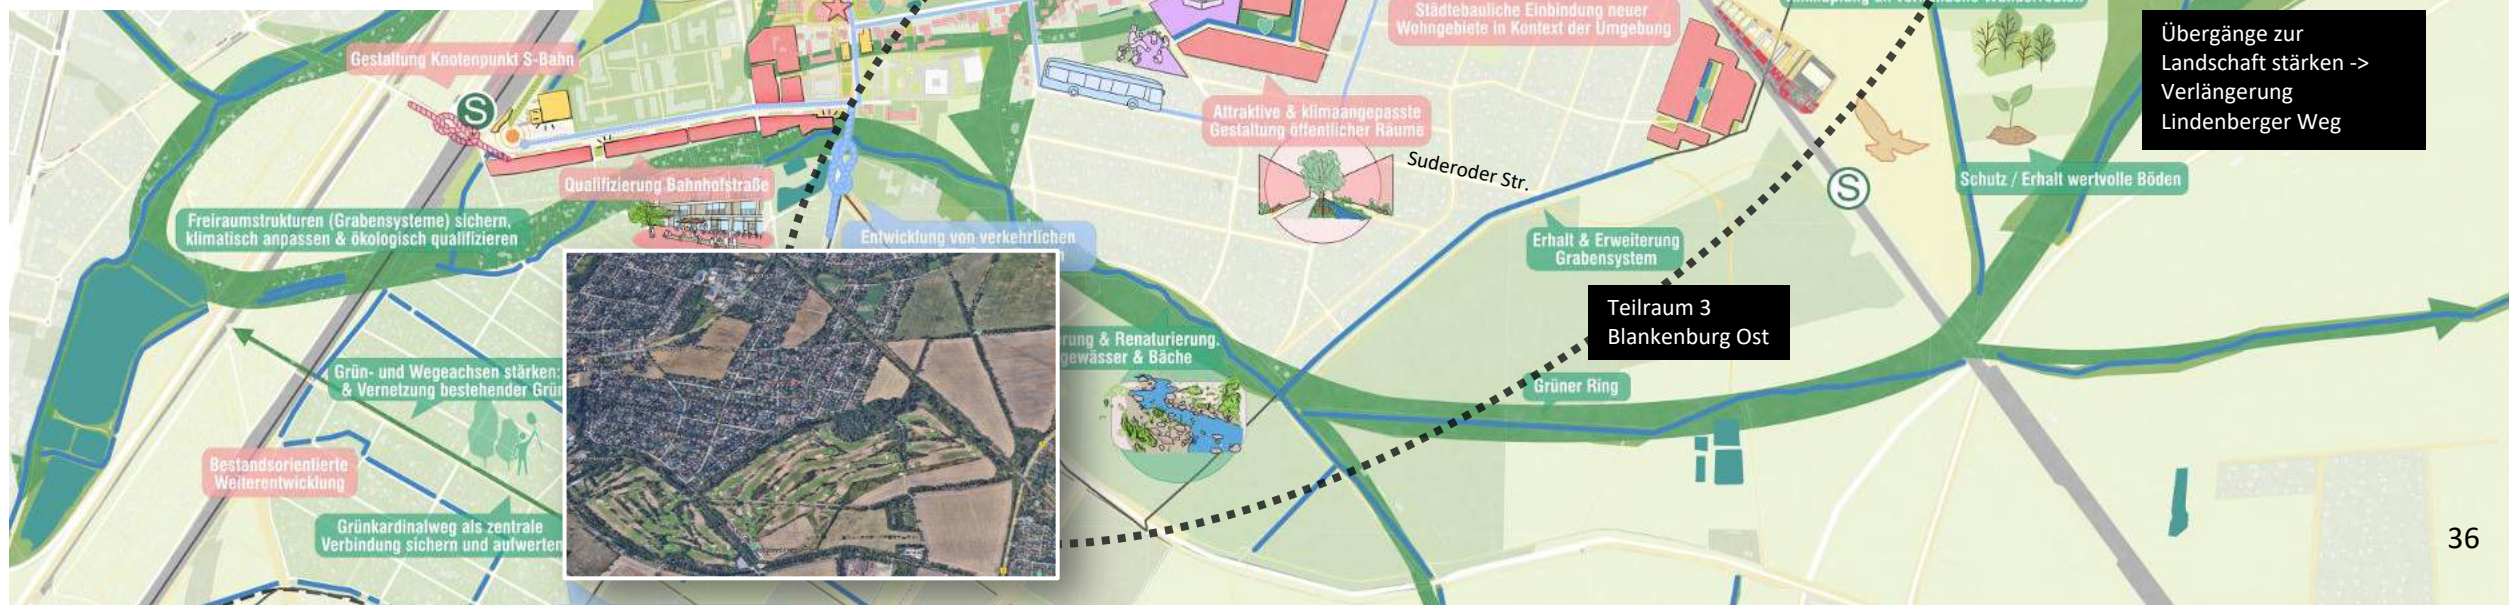 Städtebauliche Einbindung neuer
Wohngebiete in Kontext der Umgebung
Übergänge zur
Landschaft stärken ->
Verlängerung
Lindenberger Weg
Gestaltung Knotenpunkt S-Bahn
S
Attraktive & klimaangepasste
Gestaltung öffentlicher Räume
Suderoder Str.
Qualifizierung Bahnhofstraße
S
Schutz / Erhalt wertvolle Böden
Freiraumstrukturen (Grabensysteme) sichern,
klimatisch anpassen & ökologisch qualifizieren
Entwicklung von verkehrlichen
Erhalt & Erweiterung
Grabensystem
Teilraum 3
Blankenburg Ost
& Renaturierung.
& Bäche
Grün- und Wegeachsen stärken:
& Vernetzung bestehender
Grüner Ring
Bestandsorientierte
Weiterentwicklung
Grünkardinalweg als zentrale
Verbindung sichern und aufwerten
36